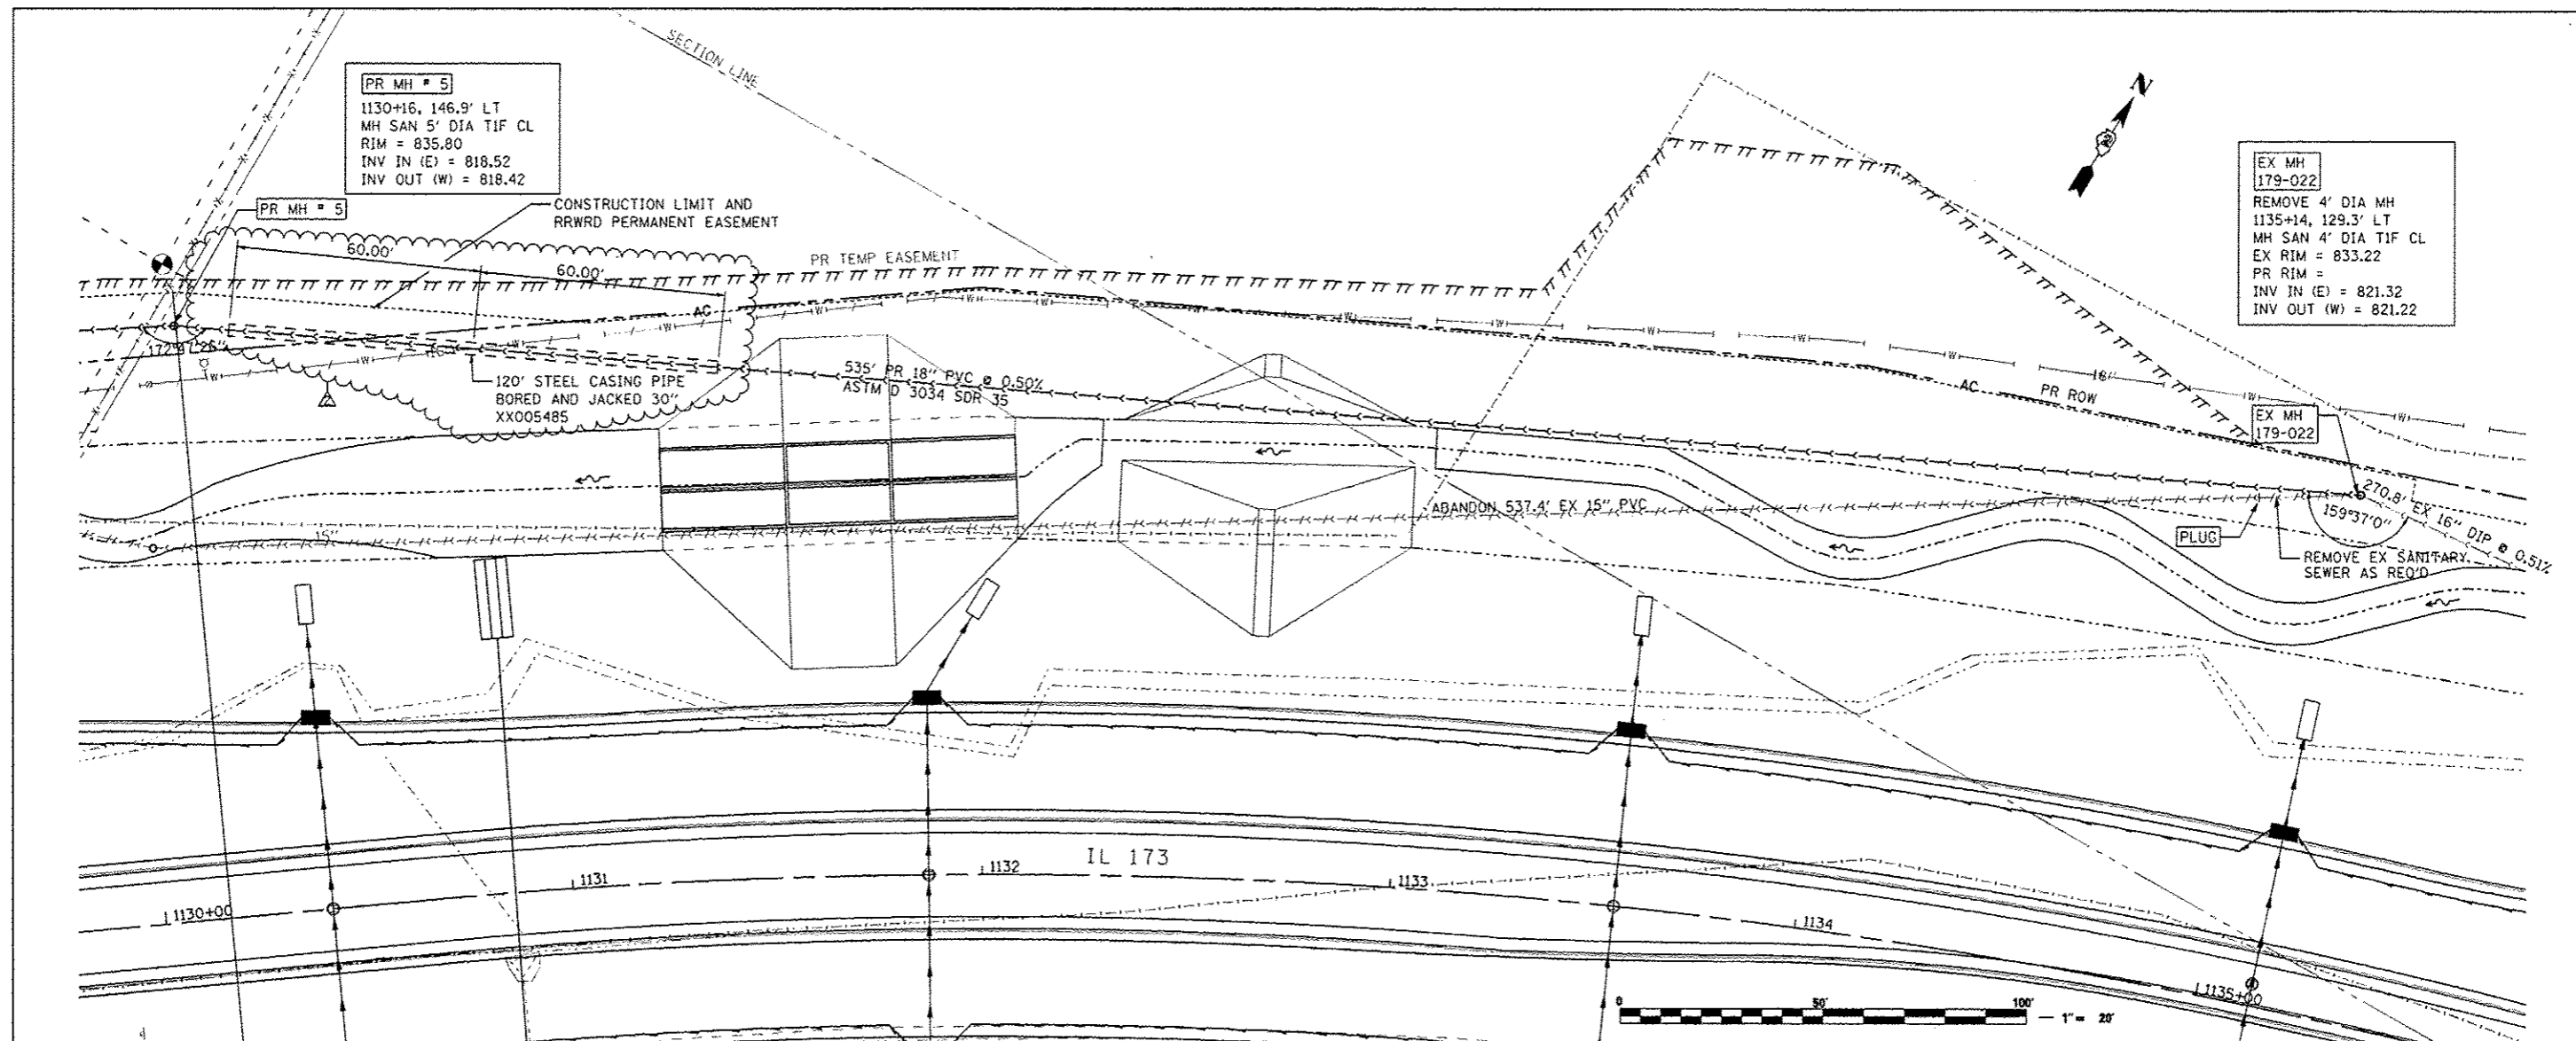 SECTION LINE
PR MH # 5
1130+16, 146.9' LT
MH SAN 5' DIA T1F CL
RIM = 835.80
INV IN (E) = 818.52
INV OUT (W) = 818.42
N
EX MH
179-022
REMOVE 4' DIA MH
1135+14, 129.3' LT
MH SAN 4' DIA T1F CL
EX RIM = 833.22
PR RIM =
INV IN (E) = 821.32
INV OUT (W) = 821.22
PR MH # 5
CONSTRUCTION LIMIT AND
RRWRD PERMANENT EASEMENT
60.00'
60.00'
PR TEMP EASEMENT
AC
172°37'26"
120' STEEL CASING PIPE
BORED AND JACKED 30"
XX005485
535' PR 18" PVC @ 0.50%
ASTM D 3034 SDR 35
18"
AC
PR ROW
EX MH
179-022
ABANDON 537.4' EX 15" PVC
15"
270.8' EX 16" DIP @ 0.51%
159°37'0"
PLUG
REMOVE EX SANITARY
SEWER AS REQ'D
IL 173
1130+00
1131
1132
1133
1134
1135+00
0
50'
100'
1" = 20'